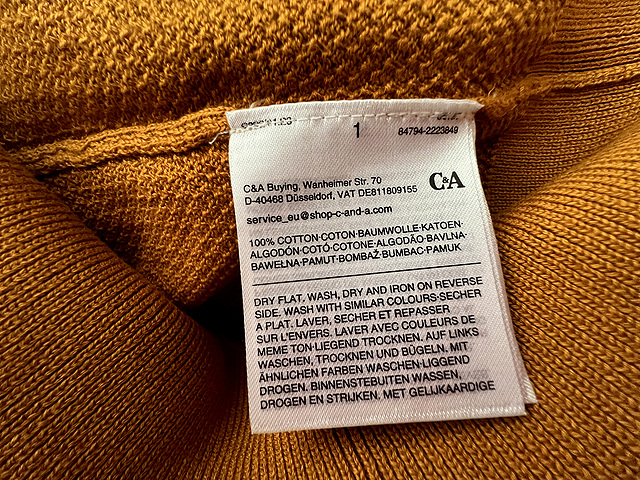 1
84794-2223849
C&A Buying, Wanheimer Str. 70
D-40468 Düsseldorf, VAT DE811809155
C&A
service_eu@shop-c-and-a.com
100% COTTON·COTON·BAUMWOLLE·KATOEN·
ALGODÓN·COTÓ·COTONE·ALGODÃO·BAVLNA·
BAWEŁNA·PAMUT·BOMBAŽ·BUMBAC·PAMUK
DRY FLAT, WASH, DRY AND IRON ON REVERSE
SIDE, WASH WITH SIMILAR COLOURS·SECHER
A PLAT. LAVER, SECHER ET REPASSER
SUR L'ENVERS. LAVER AVEC COULEURS DE
MEME TON·LIEGEND TROCKNEN. AUF LINKS
WASCHEN, TROCKNEN UND BÜGELN. MIT
ÄHNLICHEN FARBEN WASCHEN·LIGGEND
DROGEN. BINNENSTEBUITEN WASSEN,
DROGEN EN STRIJKEN. MET GELIJKAARDIGE